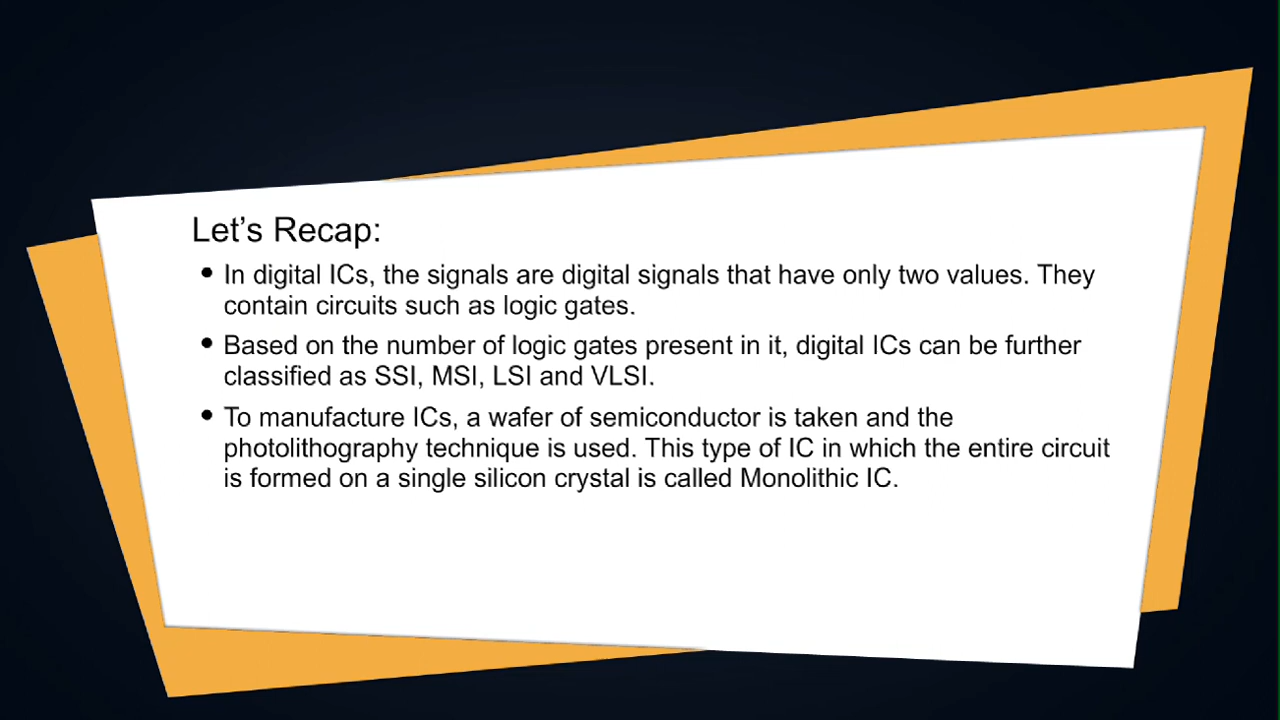 Let’s Recap:
• In digital ICs, the signals are digital signals that have only two values. They
contain circuits such as logic gates.
• Based on the number of logic gates present in it, digital ICs can be further
classified as SSI, MSI, LSI and VLSI.
• To manufacture ICs, a wafer of semiconductor is taken and the
photolithography technique is used. This type of IC in which the entire circuit
is formed on a single silicon crystal is called Monolithic IC.